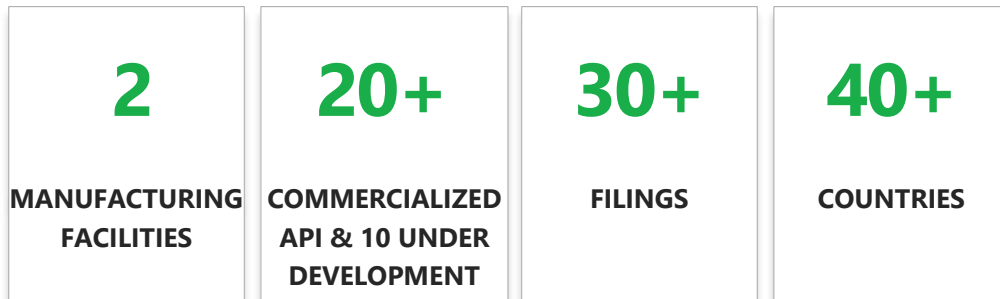 2
MANUFACTURING
FACILITIES
20+
COMMERCIALIZED
API & 10 UNDER
DEVELOPMENT
30+
FILINGS
40+
COUNTRIES